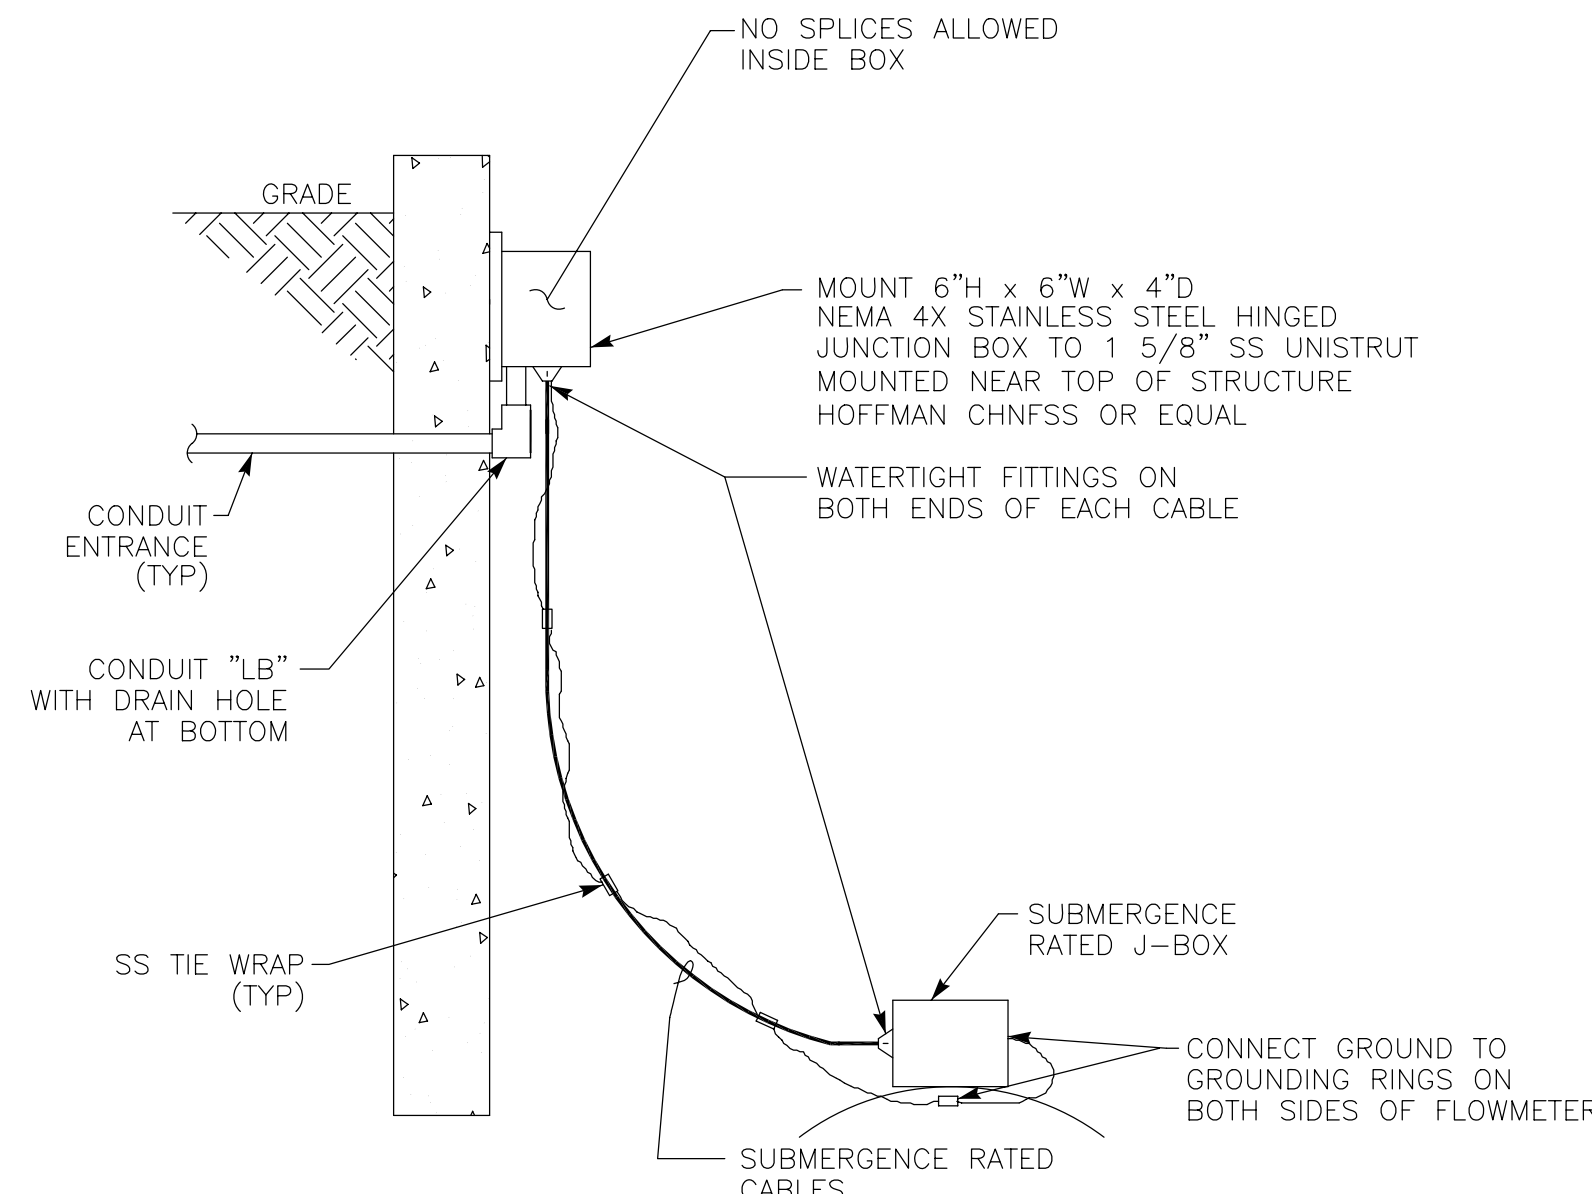 NO SPLICES ALLOWED
INSIDE BOX
GRADE
MOUNT 6"H x 6"W x 4"D
NEMA 4X STAINLESS STEEL HINGED
JUNCTION BOX TO 1 5/8" SS UNISTRUT
MOUNTED NEAR TOP OF STRUCTURE
HOFFMAN CHNFSS OR EQUAL
WATERTIGHT FITTINGS ON
BOTH ENDS OF EACH CABLE
CONDUIT
ENTRANCE
(TYP)
CONDUIT "LB"
WITH DRAIN HOLE
AT BOTTOM
SS TIE WRAP
(TYP)
SUBMERGENCE
RATED J-BOX
CONNECT GROUND TO
GROUNDING RINGS ON
BOTH SIDES OF FLOWMETER
SUBMERGENCE RATED
CABLES